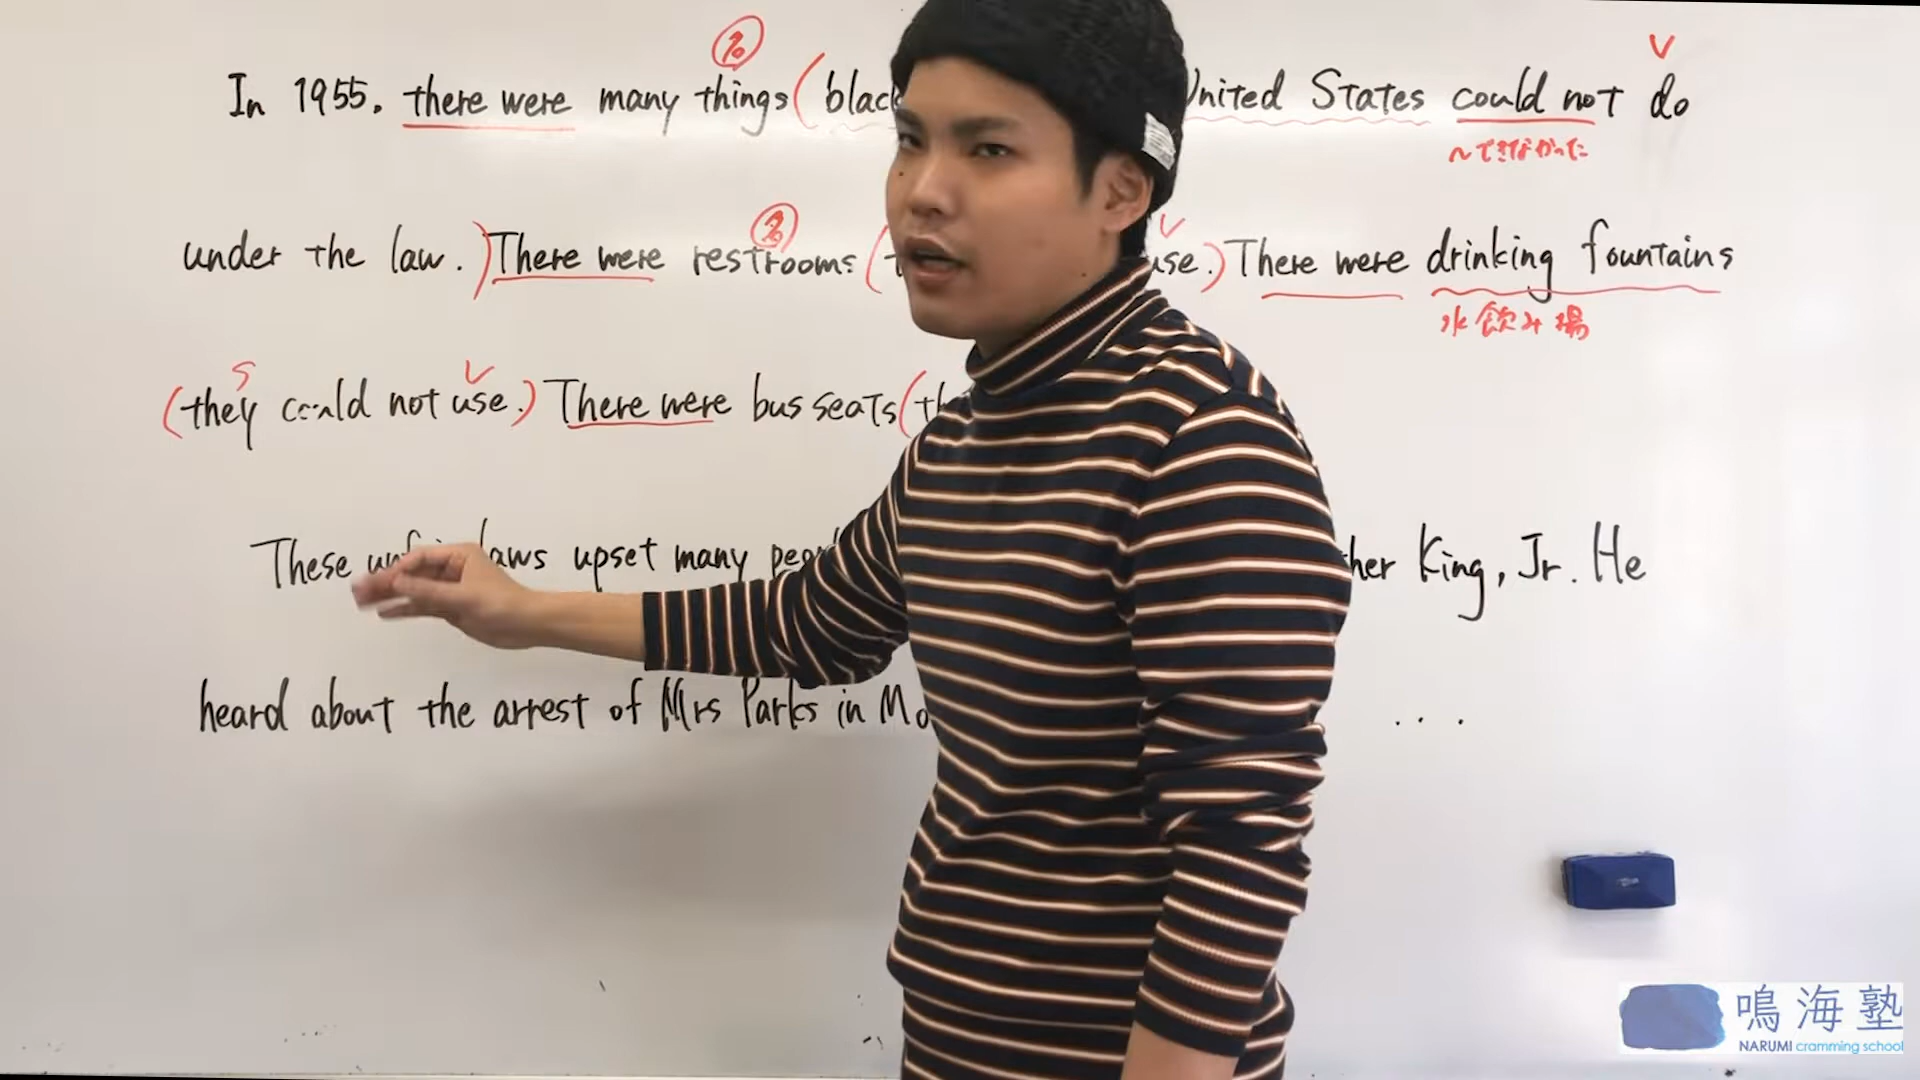 名
V
In 1955, there were many things ( United States could not do
~できなかった
名
V
under the law.) There were restrooms ( use.) There were drinking fountains
水飲み場
S V
(they could not use.) There were bus seats (
These laws upset many King, Jr. He
heard about the arrest of Mrs Parks in ...
鳴海塾
NARUMI cramming school